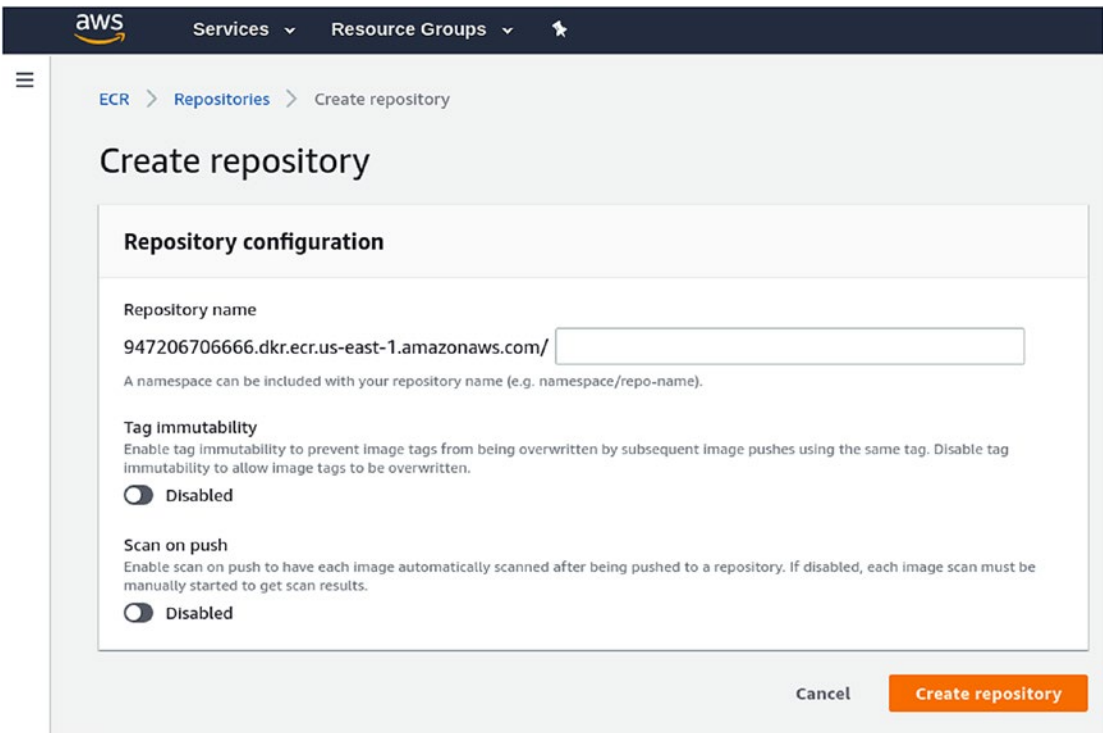 aws Services Resource Groups
ECR > Repositories > Create repository
Create repository
Repository configuration
Repository name
947206706666.dkr.ecr.us-east-1.amazonaws.com/
A namespace can be included with your repository name (e.g. namespace/repo-name).
Tag immutability
Enable tag immutability to prevent image tags from being overwritten by subsequent image pushes using the same tag. Disable tag
immutability to allow image tags to be overwritten.
Disabled
Scan on push
Enable scan on push to have each image automatically scanned after being pushed to a repository. If disabled, each image scan must be
manually started to get scan results.
Disabled
Cancel Create repository